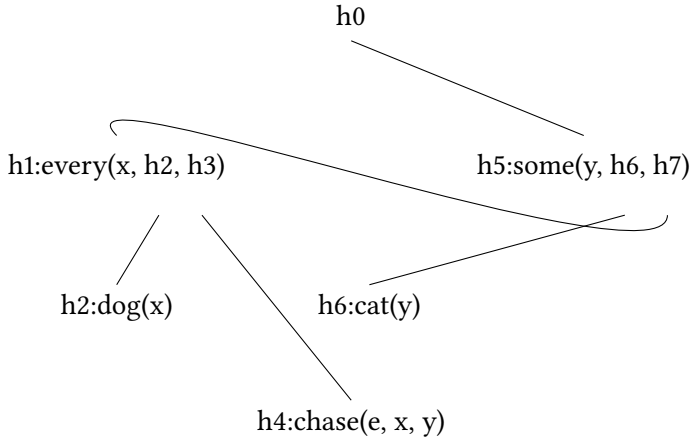 h0
h1:every(x, h2, h3)
h5:some(y, h6, h7)
h2:dog(x)
h6:cat(y)
h4:chase(e, x, y)